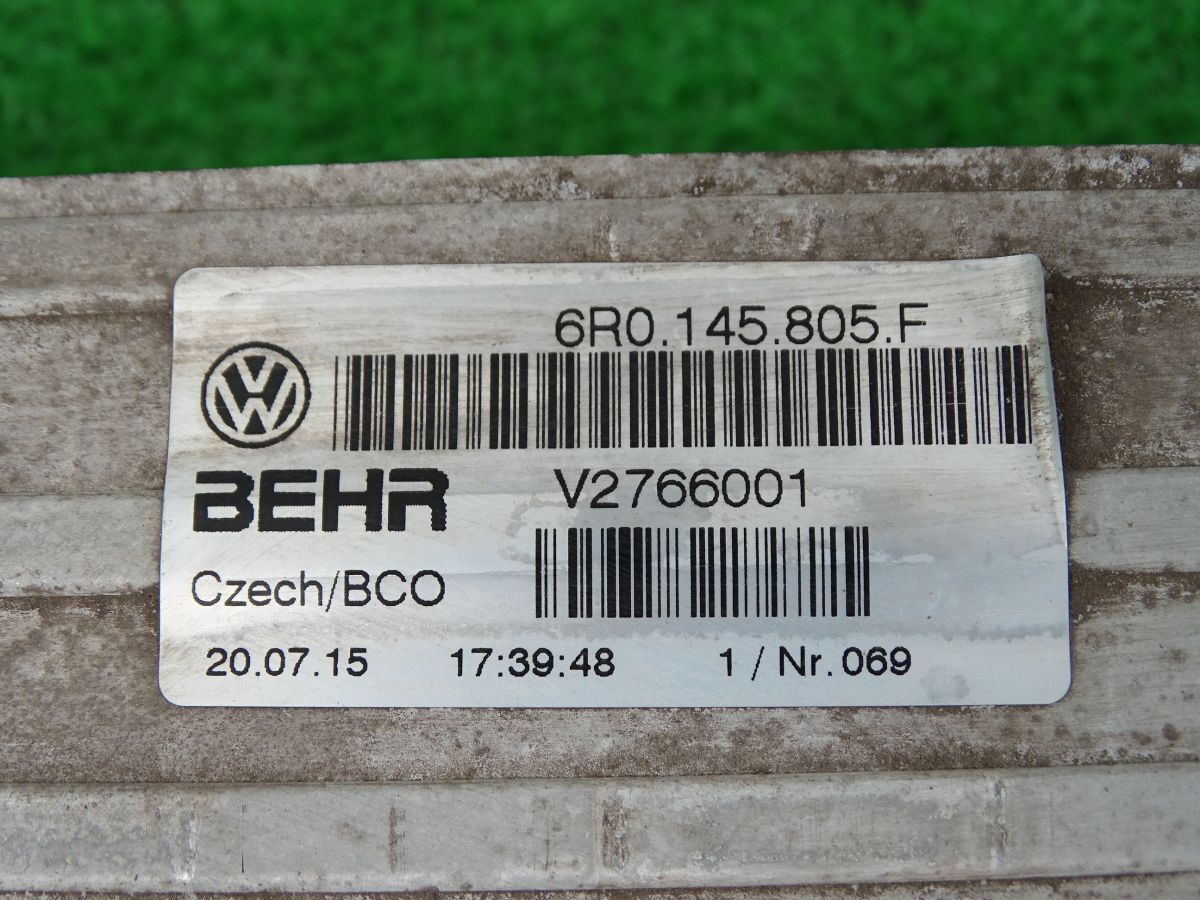 6R0.145.805.F
BEHR
V2766001
Czech/BCO
20.07.15 17:39:48 1 / Nr. 069